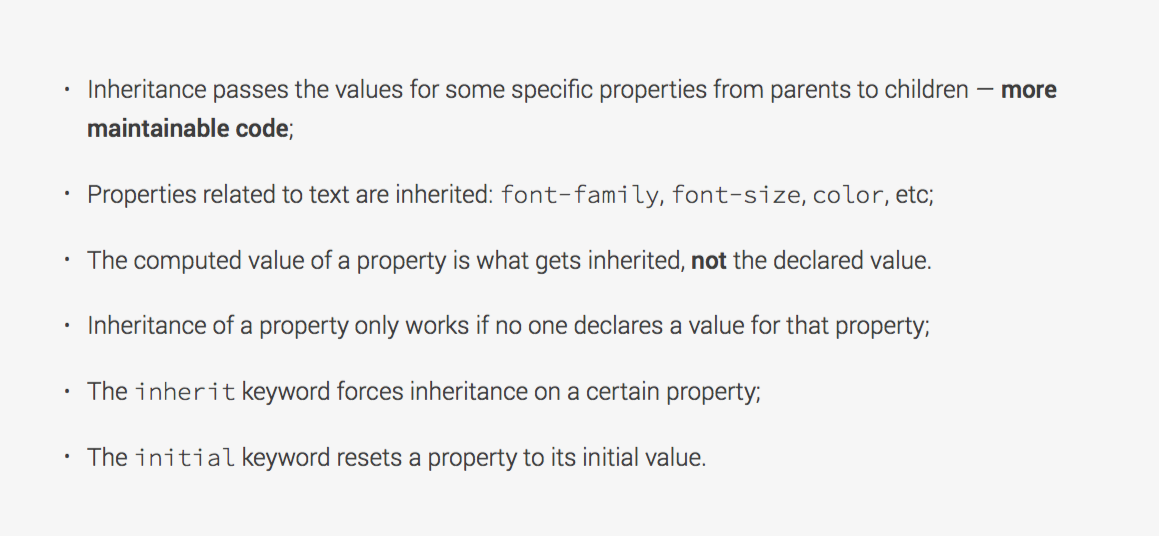 • Inheritance passes the values for some specific properties from parents to children — more
maintainable code;
• Properties related to text are inherited: font-family, font-size, color, etc;
• The computed value of a property is what gets inherited, not the declared value.
• Inheritance of a property only works if no one declares a value for that property;
• The inherit keyword forces inheritance on a certain property;
• The initial keyword resets a property to its initial value.